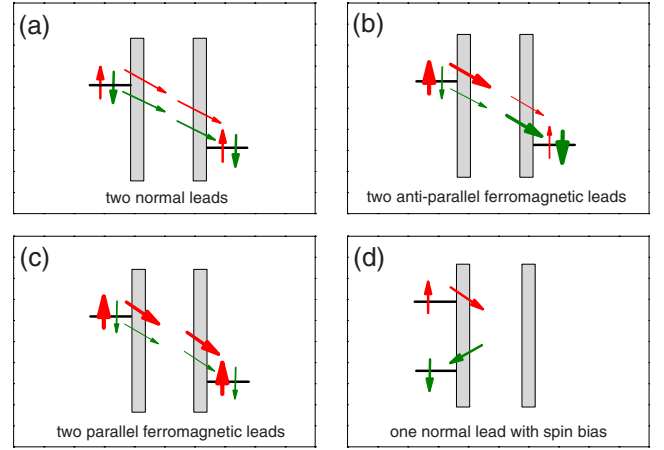 (a)
two normal leads
(b)
two anti-parallel ferromagnetic leads
(c)
two parallel ferromagnetic leads
(d)
one normal lead with spin bias